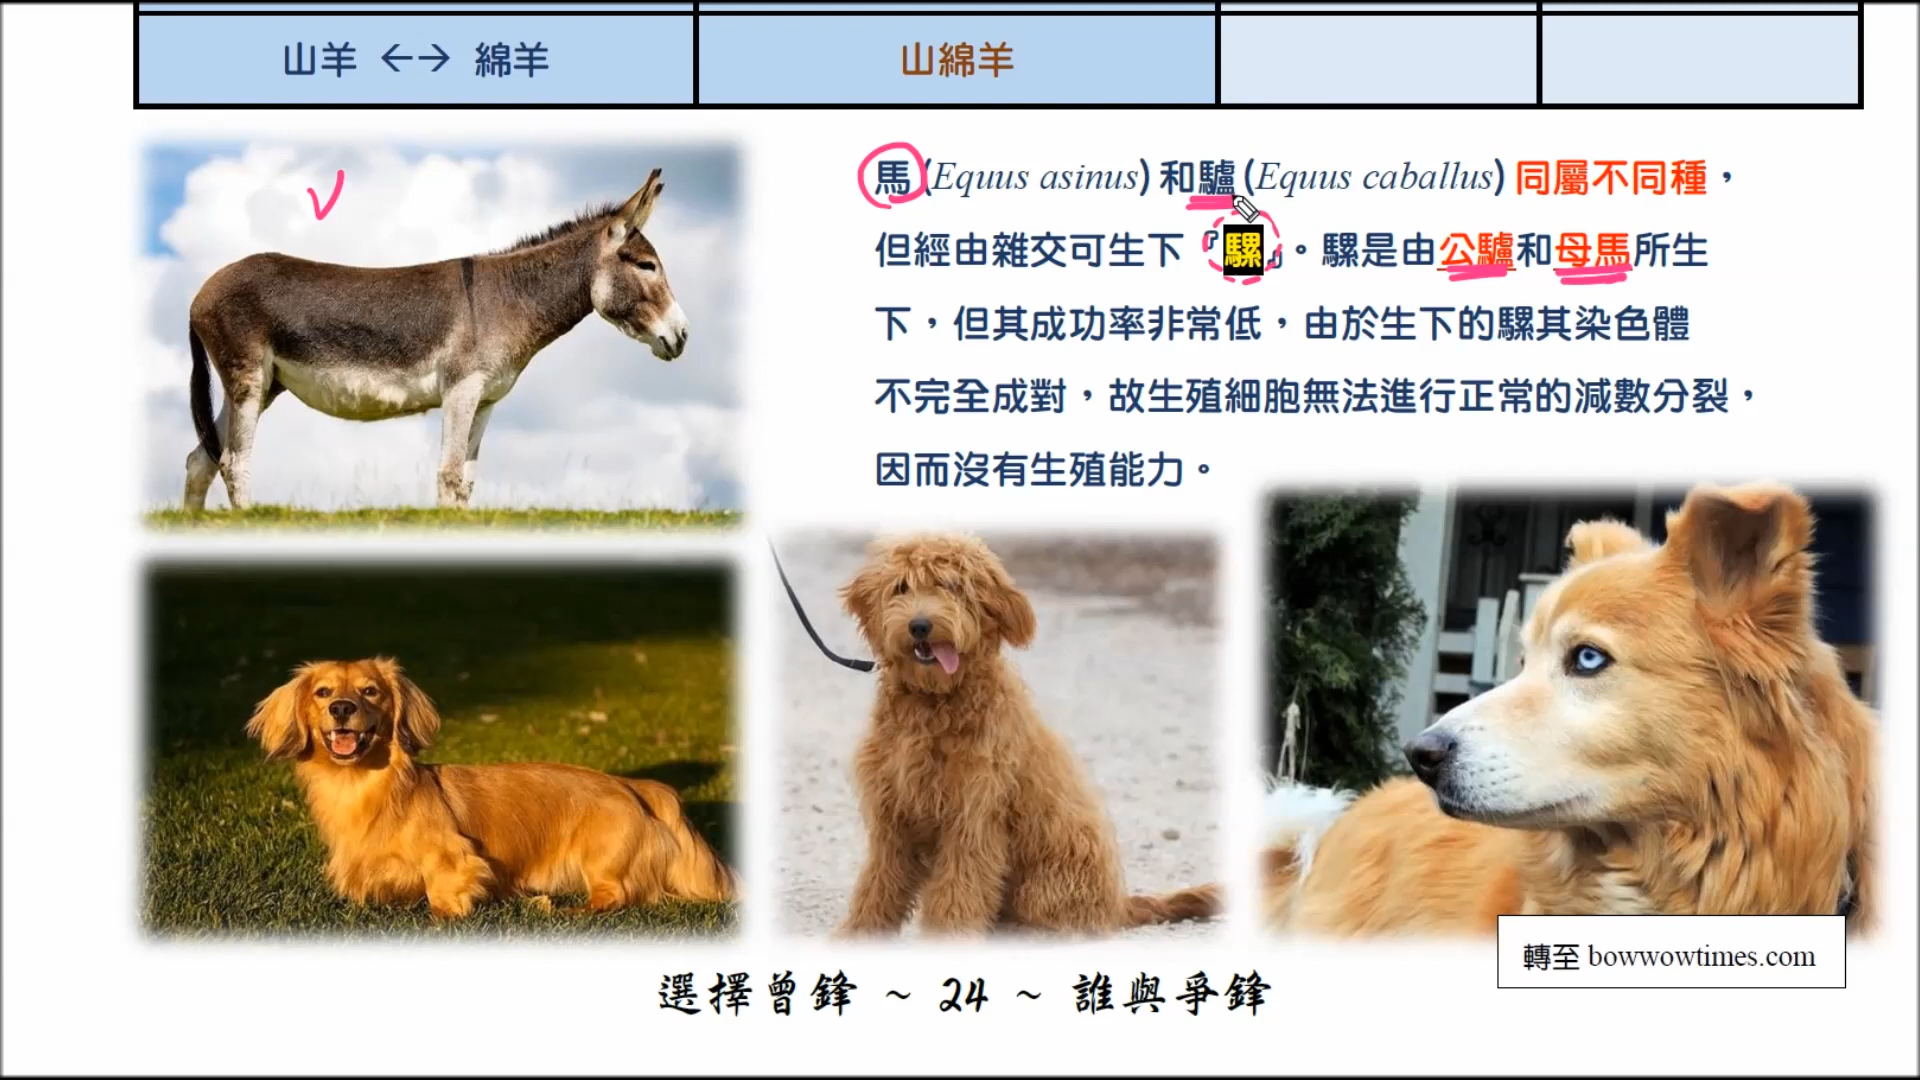 山羊 ←→ 綿羊
山綿羊
馬(Equus asinus)和驢(Equus caballus)同屬不同種，
但經由雜交可生下『騾』。騾是由公驢和母馬所生
下，但其成功率非常低，由於生下的騾其染色體
不完全成對，故生殖細胞無法進行正常的減數分裂，
因而沒有生殖能力。
轉至 bowwowtimes.com
選擇曾鋒 ~ 24 ~ 誰與爭鋒